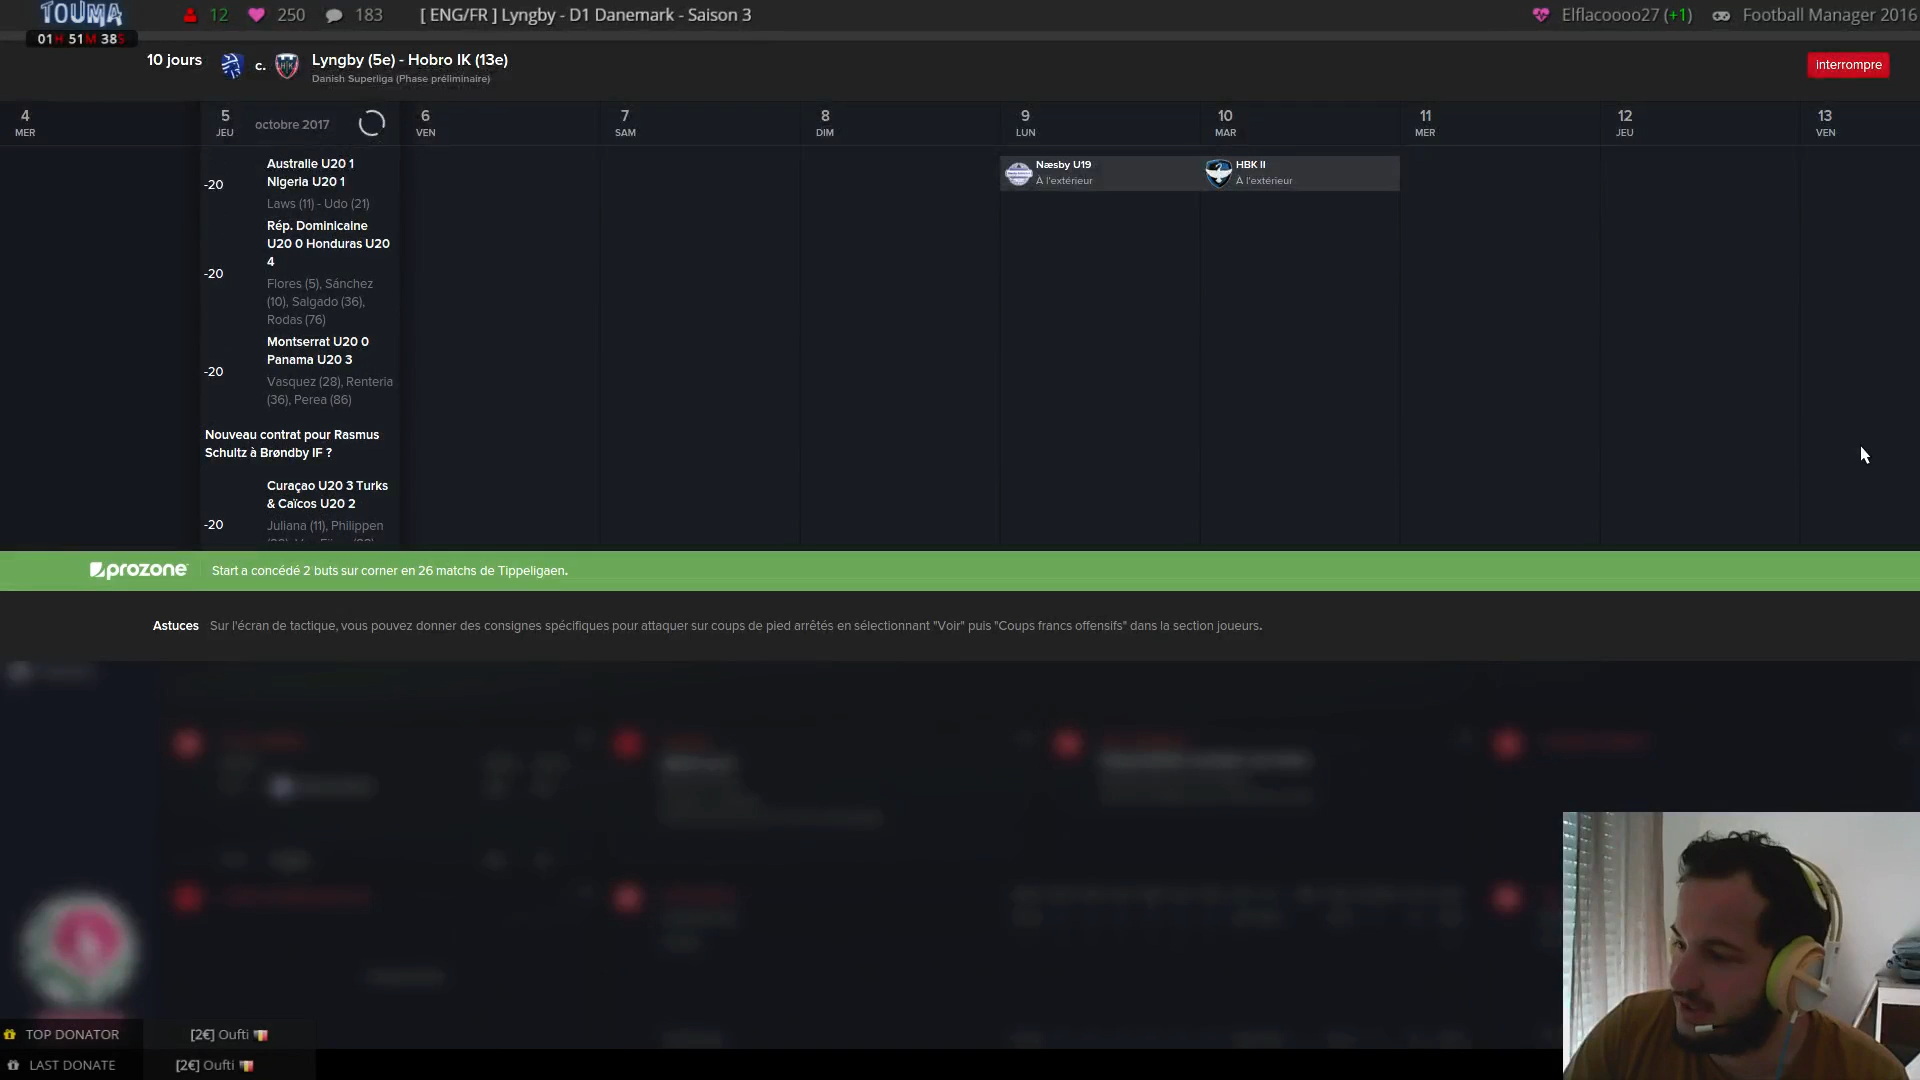 TOUMA
12
250
183
[ ENG/FR ] Lyngby - D1 Danemark - Saison 3
Elflacoooo27 (+1)
Football Manager 2016
01H 51M 38S
10 jours
c.
Lyngby (5e) - Hobro IK (13e)
Danish Superliga (Phase préliminaire)
interrompre
4
MER
5
JEU
octobre 2017
6
VEN
7
SAM
8
DIM
9
LUN
10
MAR
11
MER
12
JEU
13
VEN
-20
Australie U20 1
Nigeria U20 1
Laws (11) - Udo (21)
-20
Rép. Dominicaine
U20 0 Honduras U20
4
Flores (5), Sánchez
(10), Salgado (36),
Rodas (76)
-20
Montserrat U20 0
Panama U20 3
Vasquez (28), Renteria
(36), Perea (86)
Nouveau contrat pour Rasmus
Schultz à Brøndby IF ?
-20
Curaçao U20 3 Turks
& Caïcos U20 2
Juliana (11), Philippen
Næsby U19
À l'extérieur
HBK II
À l'extérieur
prozone
Start a concédé 2 buts sur corner en 26 matchs de Tippeligaen.
Astuces
Sur l'écran de tactique, vous pouvez donner des consignes spécifiques pour attaquer sur coups de pied arrêtés en sélectionnant "Voir" puis "Coups francs offensifs" dans la section joueurs.
TOP DONATOR
[2€] Oufti
LAST DONATE
[2€] Oufti